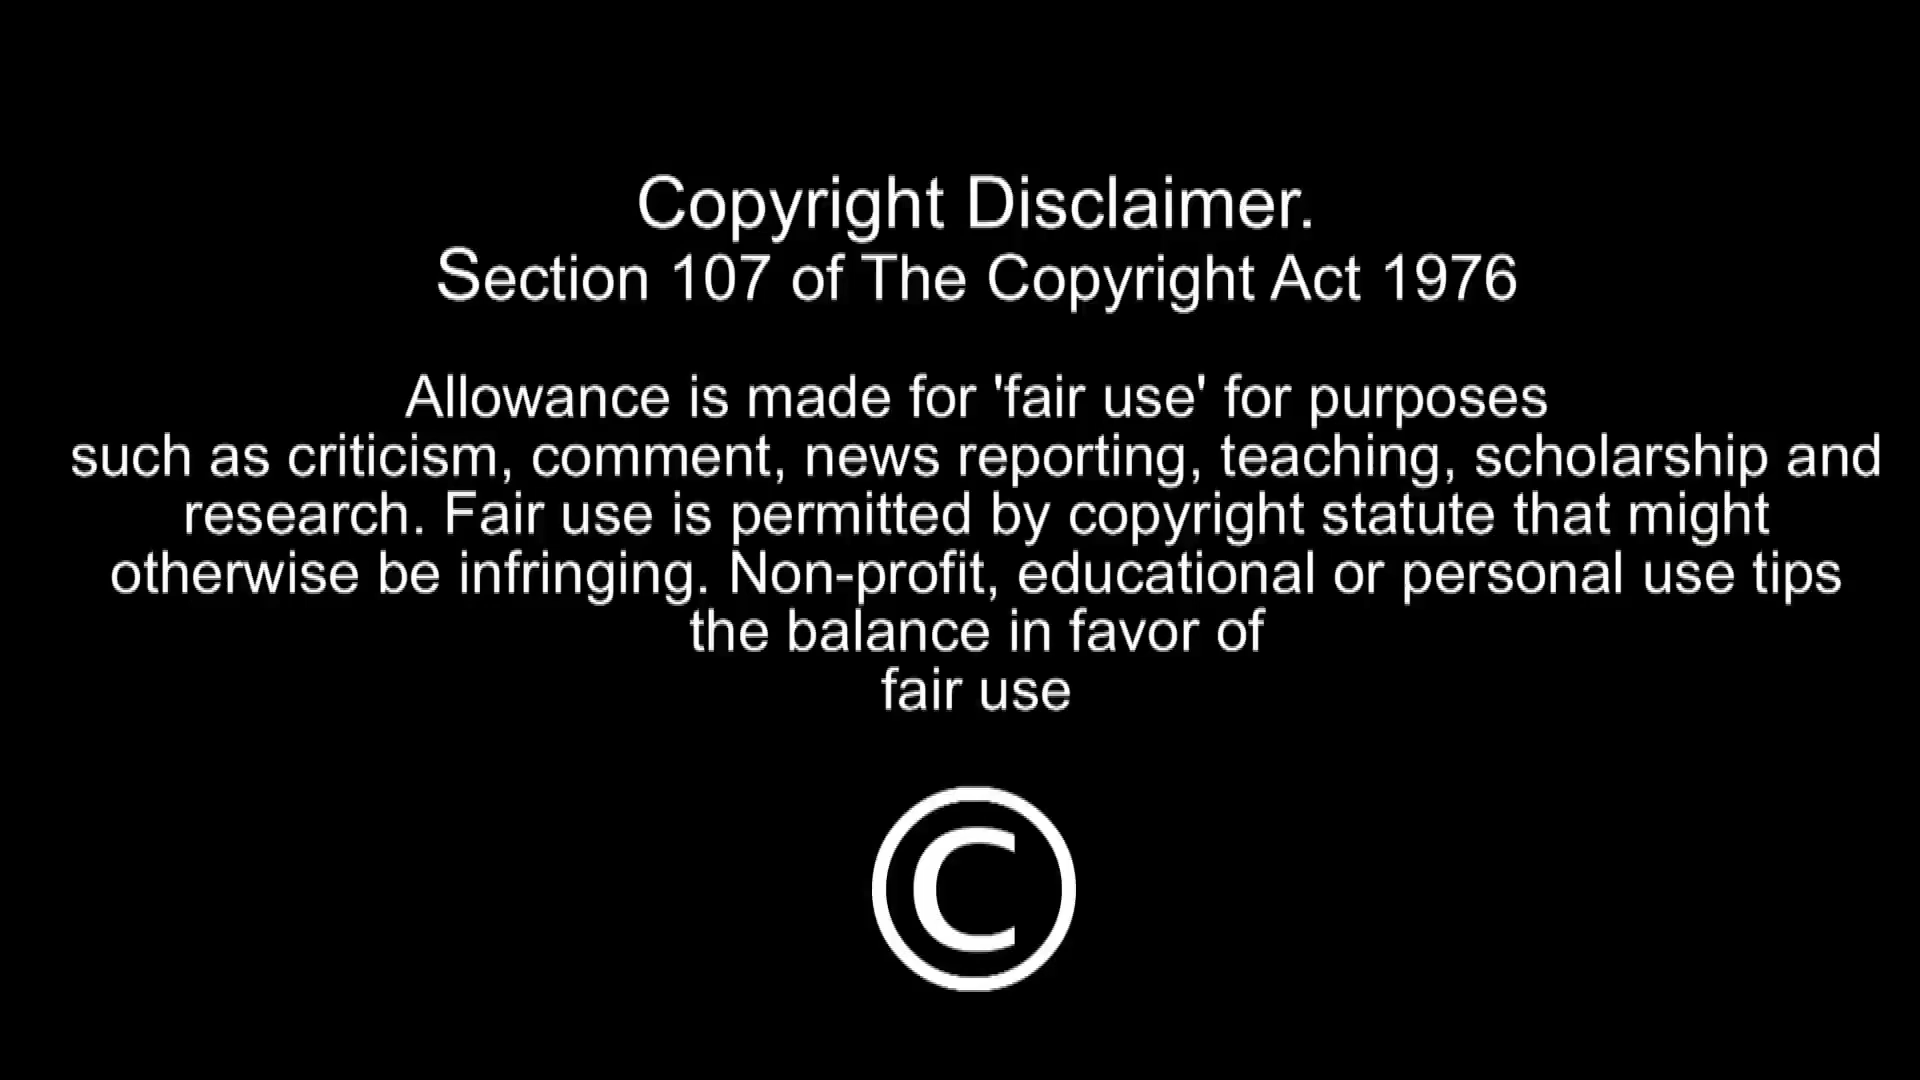 Copyright Disclaimer.
Section 107 of The Copyright Act 1976
Allowance is made for 'fair use' for purposes
such as criticism, comment, news reporting, teaching, scholarship and
research. Fair use is permitted by copyright statute that might
otherwise be infringing. Non-profit, educational or personal use tips
the balance in favor of
fair use
©